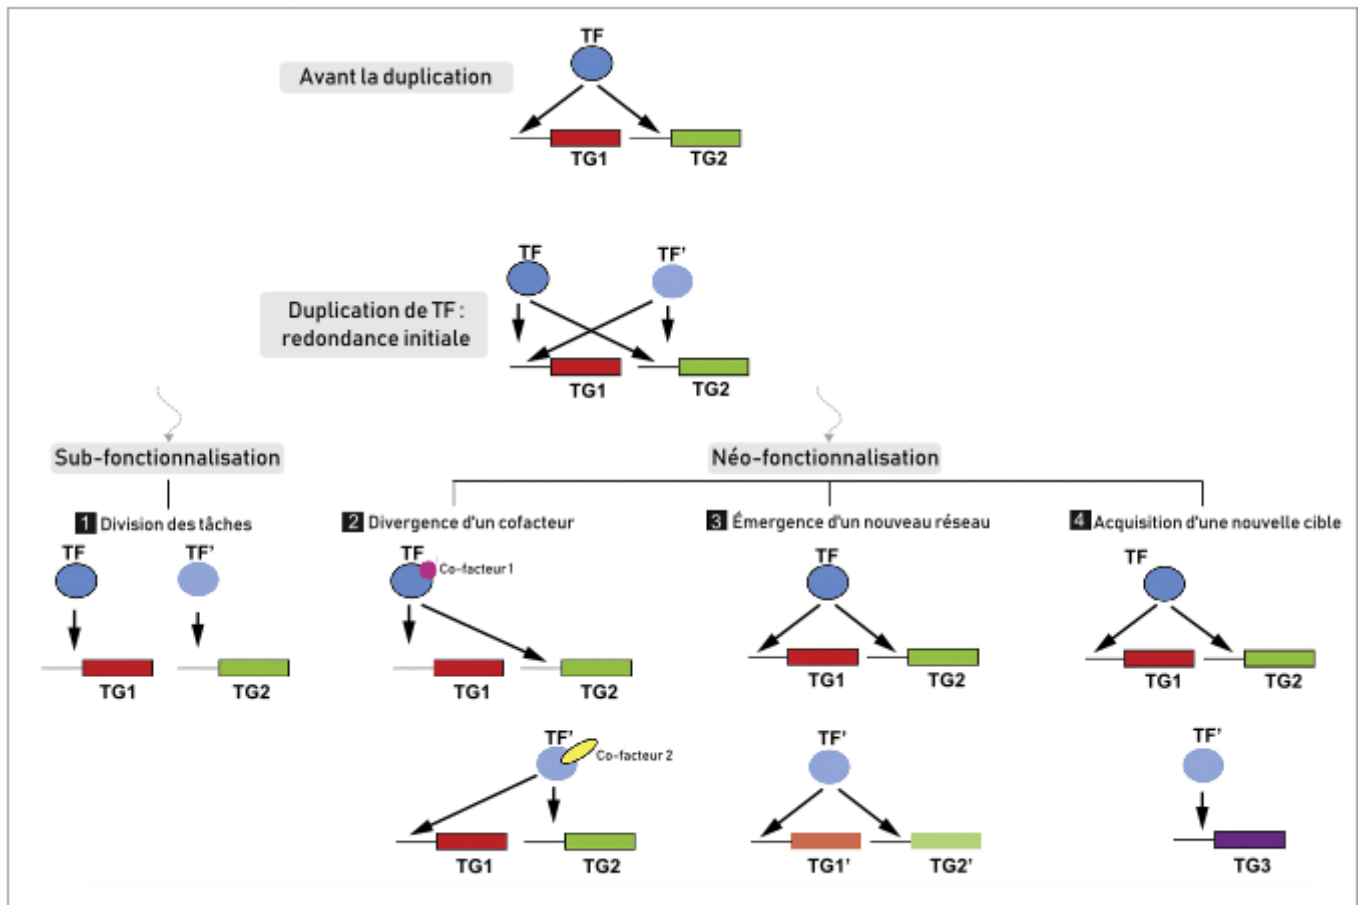 TF
Avant la duplication
TG1
TG2
TF
TF'
Duplication de TF :
redondance initiale
TG1
TG2
Sub-fonctionnalisation
Néo-fonctionnalisation
1 Division des tâches
2 Divergence d'un cofacteur
3 Émergence d'un nouveau réseau
4 Acquisition d'une nouvelle cible
TF
TF'
TG1
TG2
TF
Co-facteur 1
TG1
TG2
TF'
Co-facteur 2
TG1
TG2
TF
TG1
TG2
TF'
TG1'
TG2'
TF
TG1
TG2
TF'
TG3